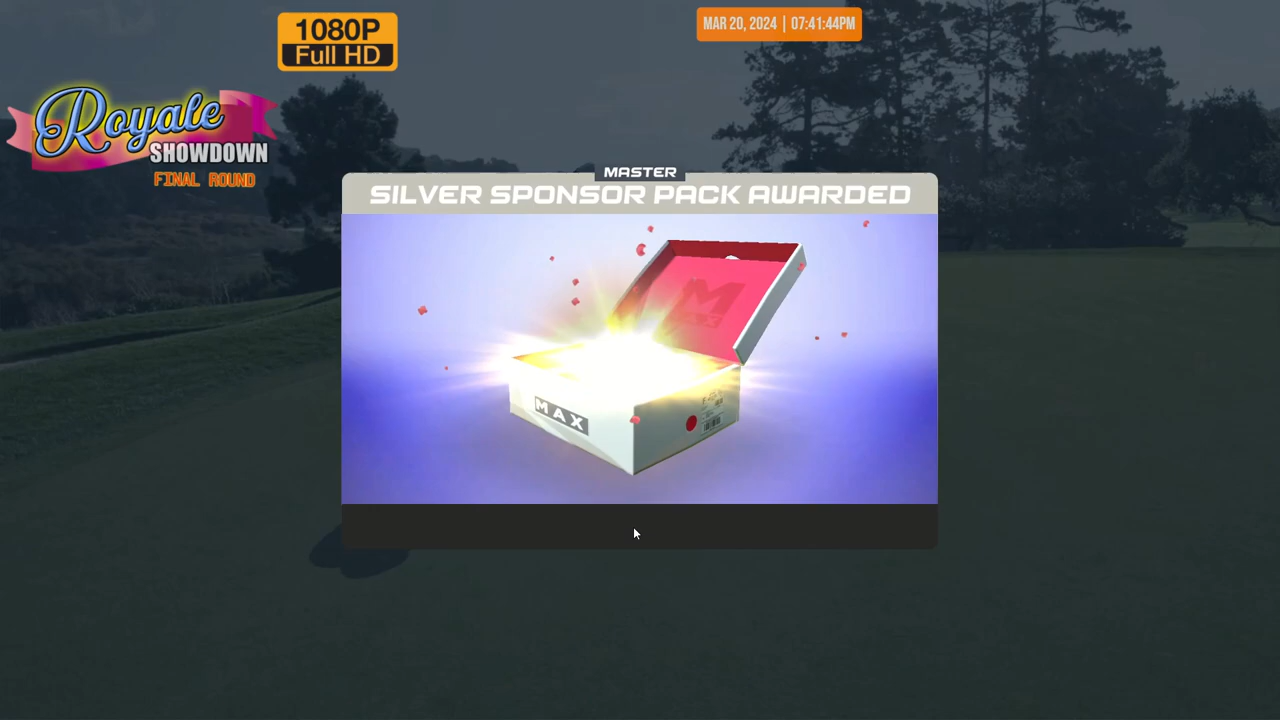 1080P
Full HD
MAR 20, 2024 | 07:41:44PM
Royale
SHOWDOWN
FINAL ROUND
MASTER
SILVER SPONSOR PACK AWARDED
M
MAX
MAX